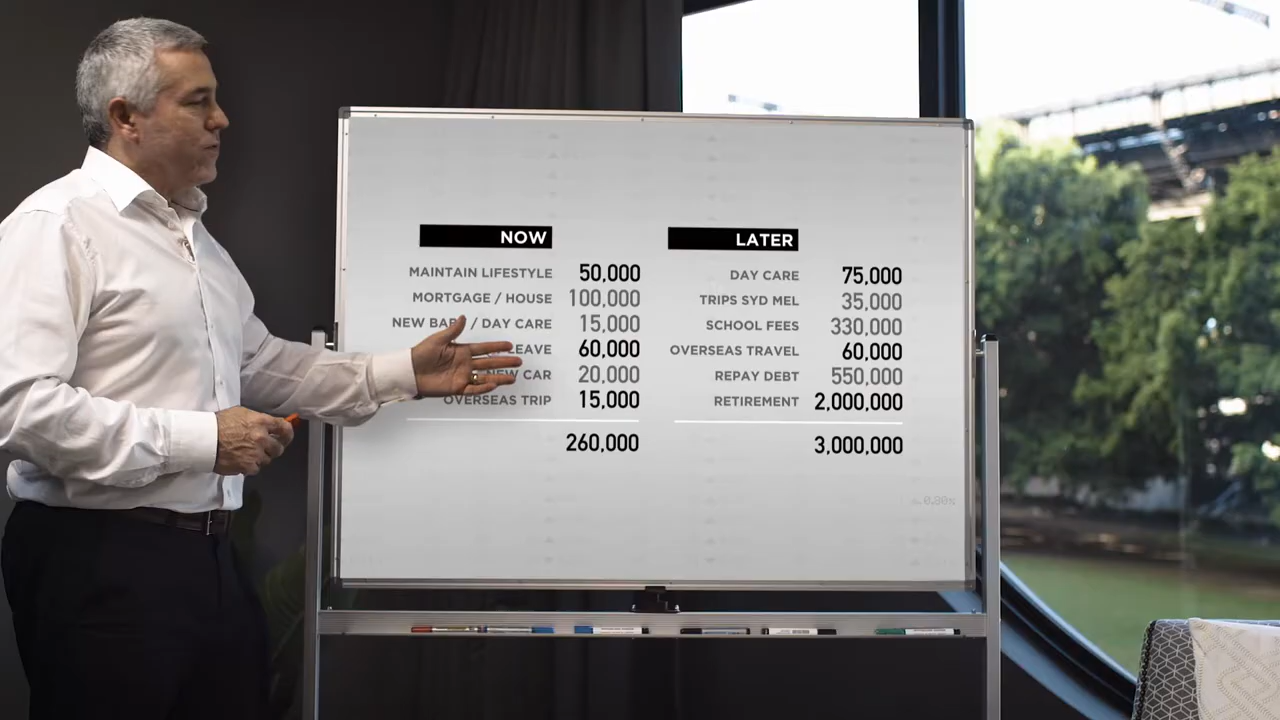 NOW
MAINTAIN LIFESTYLE 50,000
MORTGAGE / HOUSE 100,000
NEW / DAY CARE 15,000
LEAVE 60,000
NEW CAR 20,000
OVERSEAS TRIP 15,000
260,000
LATER
DAY CARE 75,000
TRIPS SYD MEL 35,000
SCHOOL FEES 330,000
OVERSEAS TRAVEL 60,000
REPAY DEBT 550,000
RETIREMENT 2,000,000
3,000,000